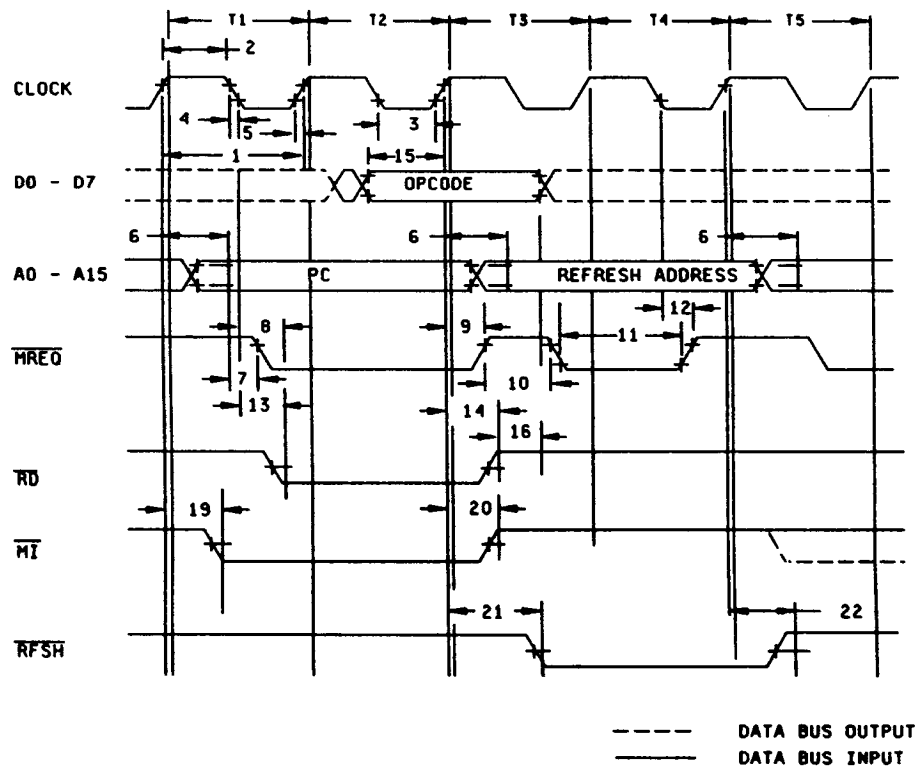 T1 T2 T3 T4 T5
2
CLOCK
4 5 3
1 15
D0 - D7 OPCODE
6 6 6
A0 - A15 PC REFRESH ADDRESS
12
8 9 11
MREQ
7 10
13 14
16
RD
19 20
MI
21 22
RFSH
DATA BUS OUTPUT
DATA BUS INPUT